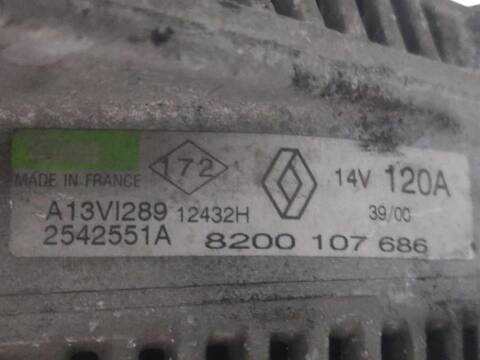 172
MADE IN FRANCE
14V 120A
A13VI289 12432H
39/00
2542551A 8200 107 686